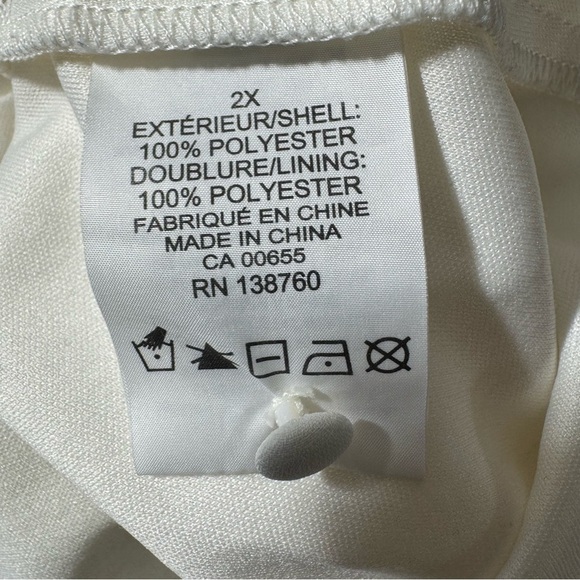 2X
EXTÉRIEUR/SHELL:
100% POLYESTER
DOUBLURE/LINING:
100% POLYESTER
FABRIQUÉ EN CHINE
MADE IN CHINA
CA 00655
RN 138760